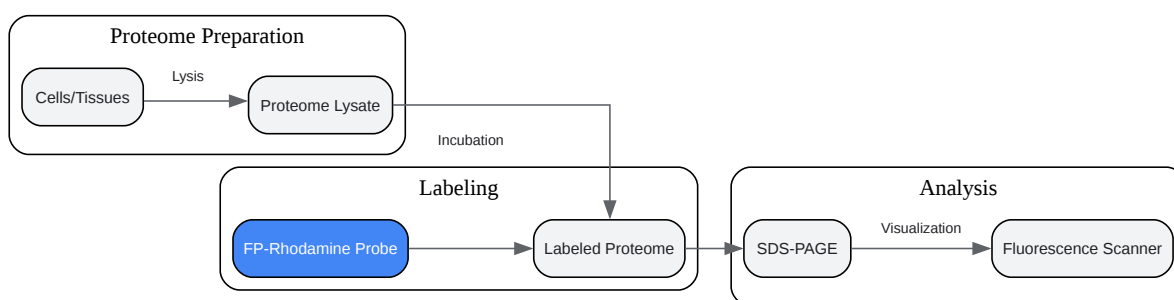 Proteome Preparation
Cells/Tissues
Lysis
Proteome Lysate
Incubation
Labeling
FP-Rhodamine Probe
Labeled Proteome
Analysis
SDS-PAGE
Visualization
Fluorescence Scanner